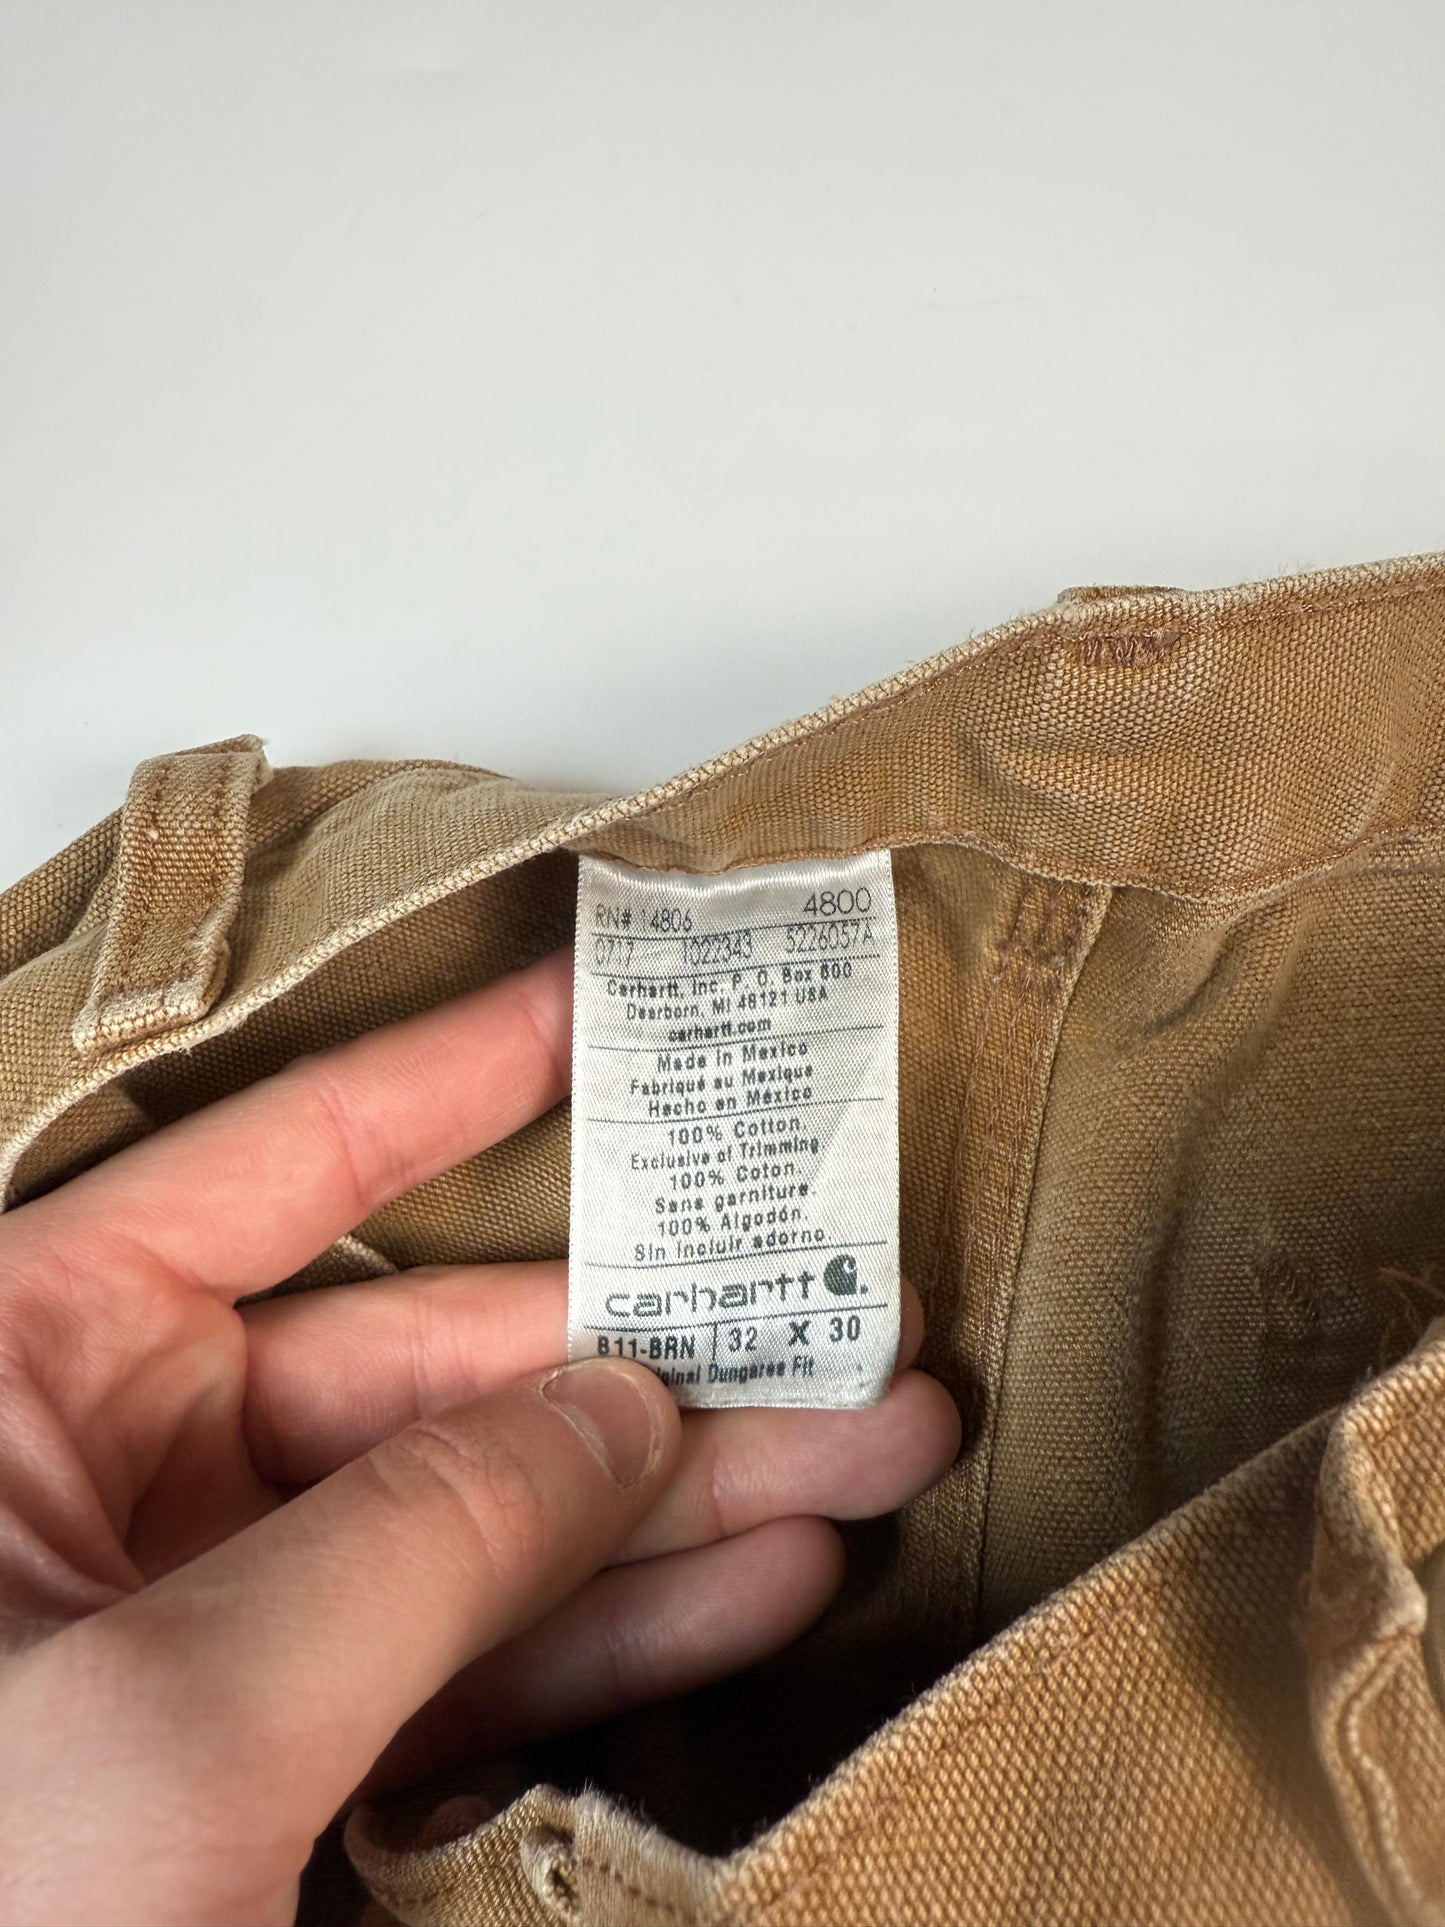 RN# 14806 4800
0717 1022343 5226057A
Carhartt, Inc. P. O. Box 600
Dearborn, MI 48121 USA
carhartt.com
Made in Mexico
Fabriqué au Mexique
Hecho en México
100% Cotton.
Exclusive of Trimming.
100% Coton.
Sans garniture.
100% Algodón.
Sin incluir adorno.
carhartt
B11-BRN 32 X 30
Dungaree Fit